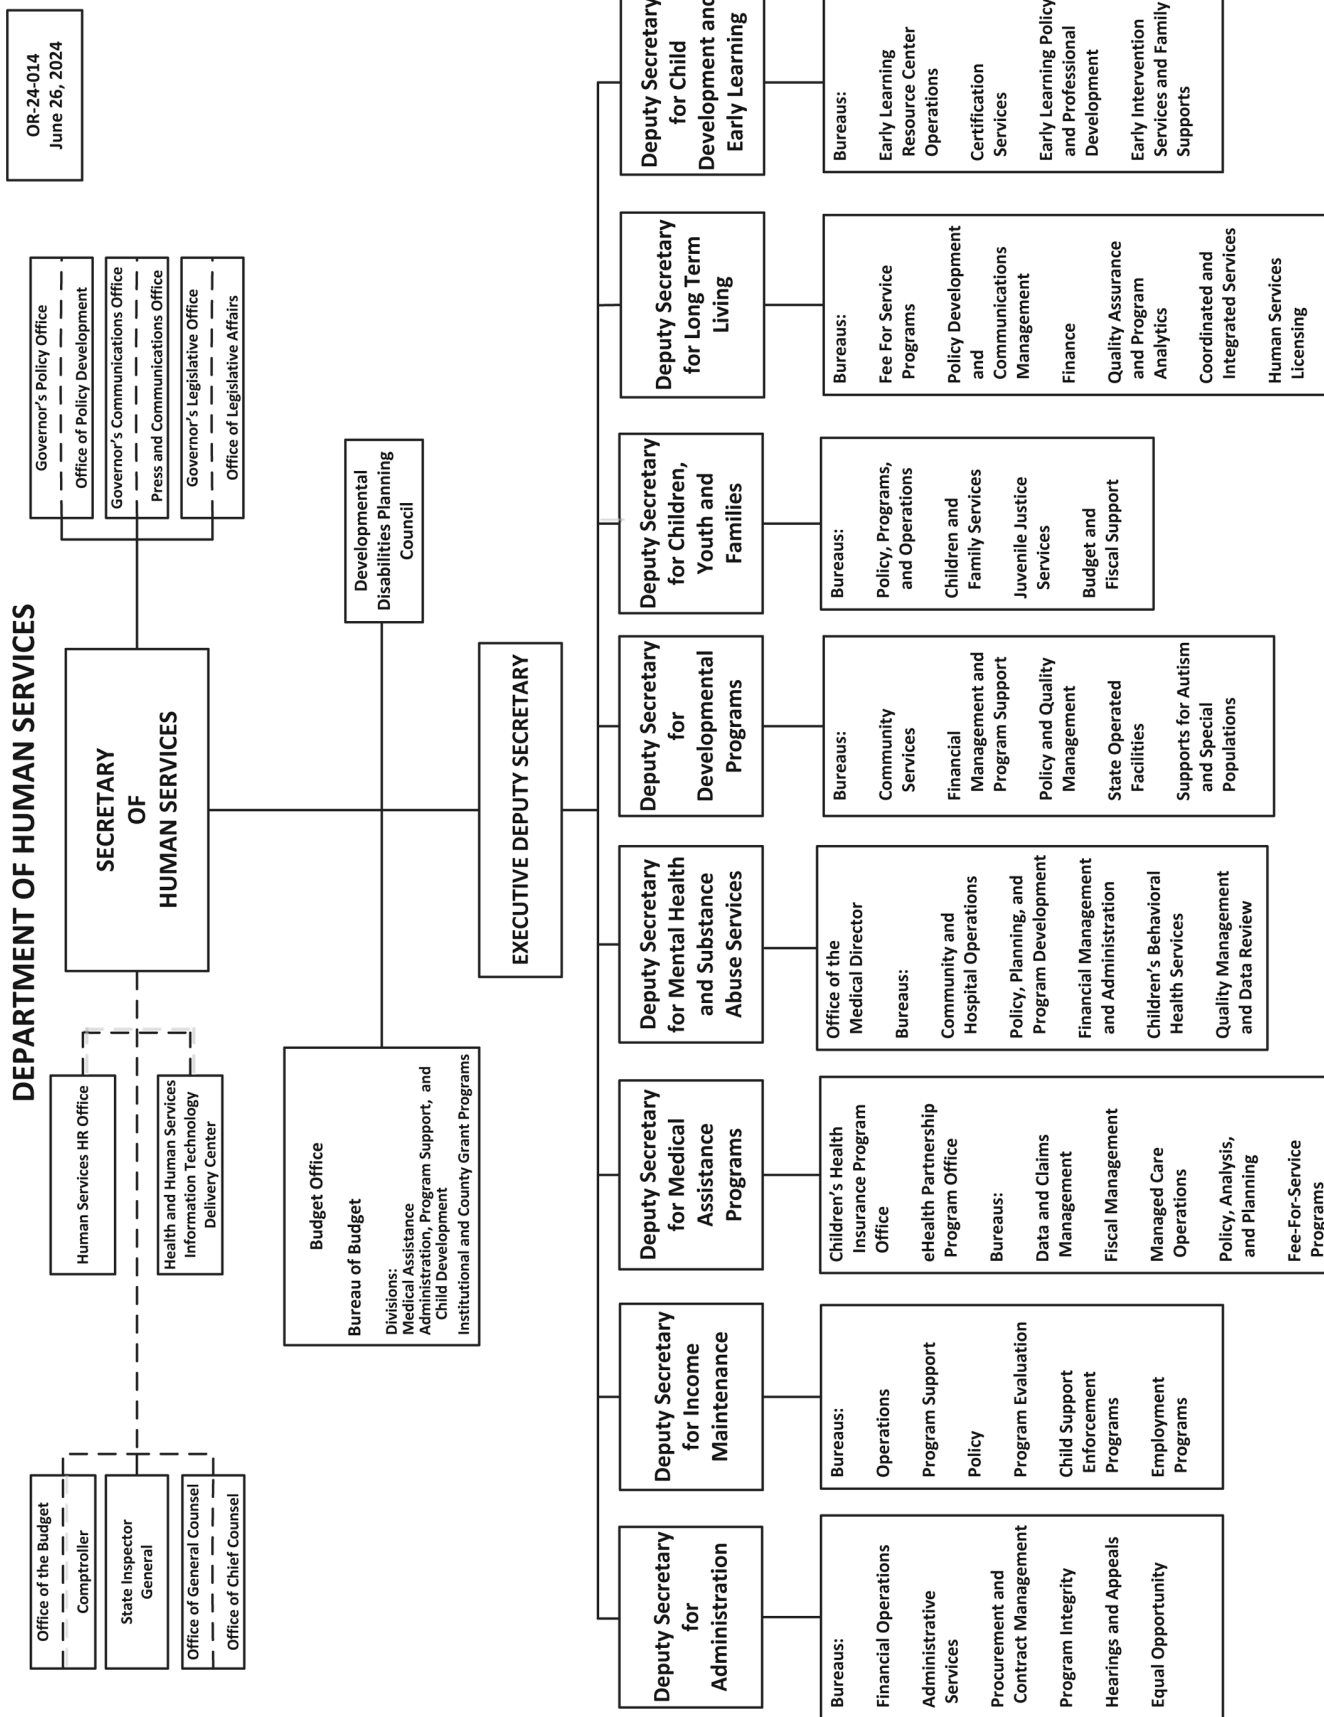 DEPARTMENT OF HUMAN SERVICES
OR-24-014
June 26, 2024
Office of the Budget
Comptroller
State Inspector
General
Office of General Counsel
Office of Chief Counsel
Human Services HR Office
Health and Human Services
Information Technology
Delivery Center
SECRETARY
OF
HUMAN SERVICES
Governor's Policy Office
Office of Policy Development
Governor's Communications Office
Press and Communications Office
Governor's Legislative Office
Office of Legislative Affairs
Budget Office
Bureau of Budget
Divisions:
Medical Assistance
Administration, Program Support, and
Child Development
Institutional and County Grant Programs
Developmental
Disabilities Planning
Council
EXECUTIVE DEPUTY SECRETARY
Deputy Secretary
for
Administration
Bureaus:
Financial Operations
Administrative
Services
Procurement and
Contract Management
Program Integrity
Hearings and Appeals
Equal Opportunity
Deputy Secretary
for Income
Maintenance
Bureaus:
Operations
Program Support
Policy
Program Evaluation
Child Support
Enforcement
Programs
Employment
Programs
Deputy Secretary
for Medical
Assistance
Programs
Children's Health
Insurance Program
Office
eHealth Partnership
Program Office
Bureaus:
Data and Claims
Management
Fiscal Management
Managed Care
Operations
Policy, Analysis,
and Planning
Fee-For-Service
Programs
Deputy Secretary
for Mental Health
and Substance
Abuse Services
Office of the
Medical Director
Bureaus:
Community and
Hospital Operations
Policy, Planning, and
Program Development
Financial Management
and Administration
Children's Behavioral
Health Services
Quality Management
and Data Review
Deputy Secretary
for
Developmental
Programs
Bureaus:
Community
Services
Financial
Management and
Program Support
Policy and Quality
Management
State Operated
Facilities
Supports for Autism
and Special
Populations
Deputy Secretary
for Children,
Youth and
Families
Bureaus:
Policy, Programs,
and Operations
Children and
Family Services
Juvenile Justice
Services
Budget and
Fiscal Support
Deputy Secretary
for Long Term
Living
Bureaus:
Fee For Service
Programs
Policy Development
and
Communications
Management
Finance
Quality Assurance
and Program
Analytics
Coordinated and
Integrated Services
Human Services
Licensing
Deputy Secretary
for Child
Development and
Early Learning
Bureaus:
Early Learning
Resource Center
Operations
Certification
Services
Early Learning Policy
and Professional
Development
Early Intervention
Services and Family
Supports